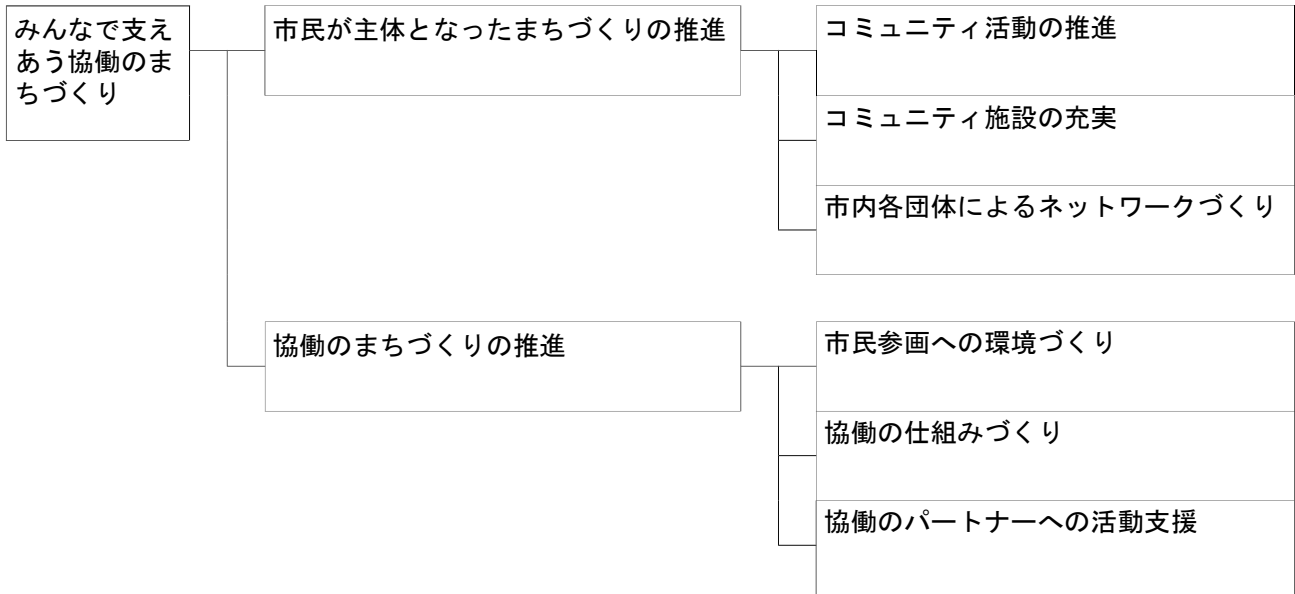 みんなで支え
あう協働のま
ちづくり
市民が主体となったまちづくりの推進
コミュニティ活動の推進
コミュニティ施設の充実
市内各団体によるネットワークづくり
協働のまちづくりの推進
市民参画への環境づくり
協働の仕組みづくり
協働のパートナーへの活動支援